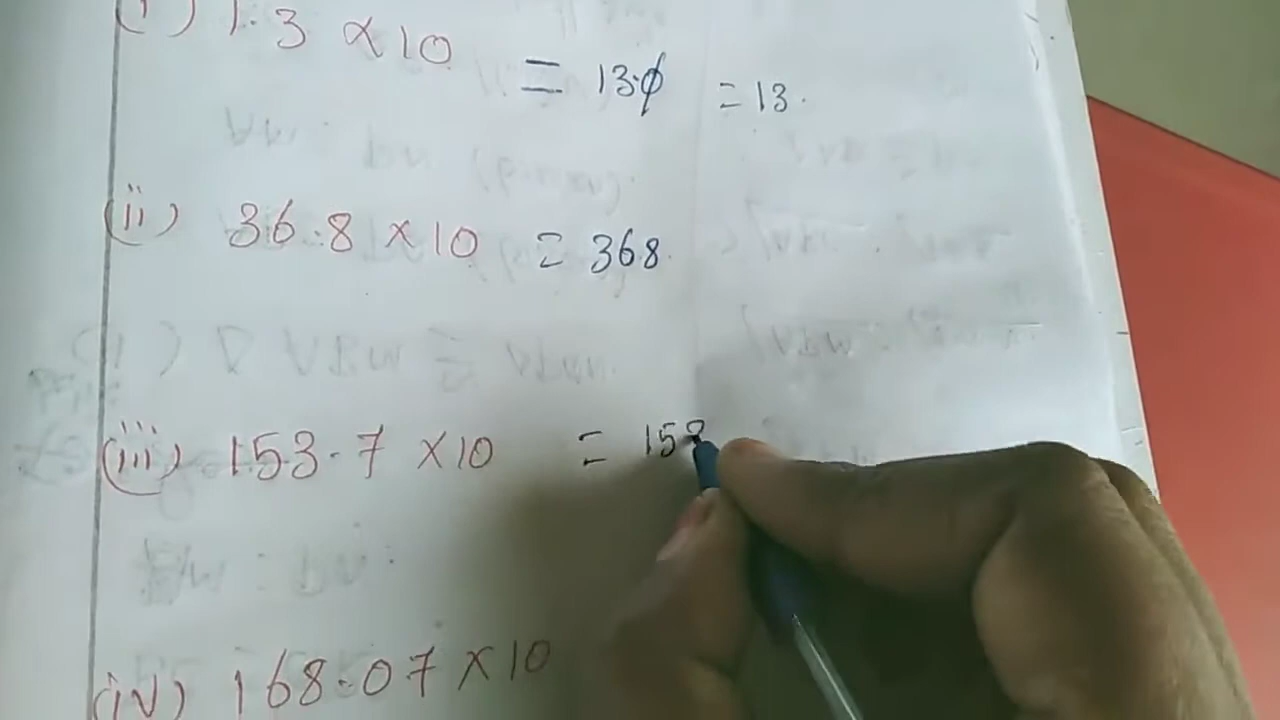 (i) 1.3 × 10 = 13.0 = 13.
(ii) 36.8 × 10 = 368
(iii) 153.7 × 10 = 153
(iv) 168.07 × 10